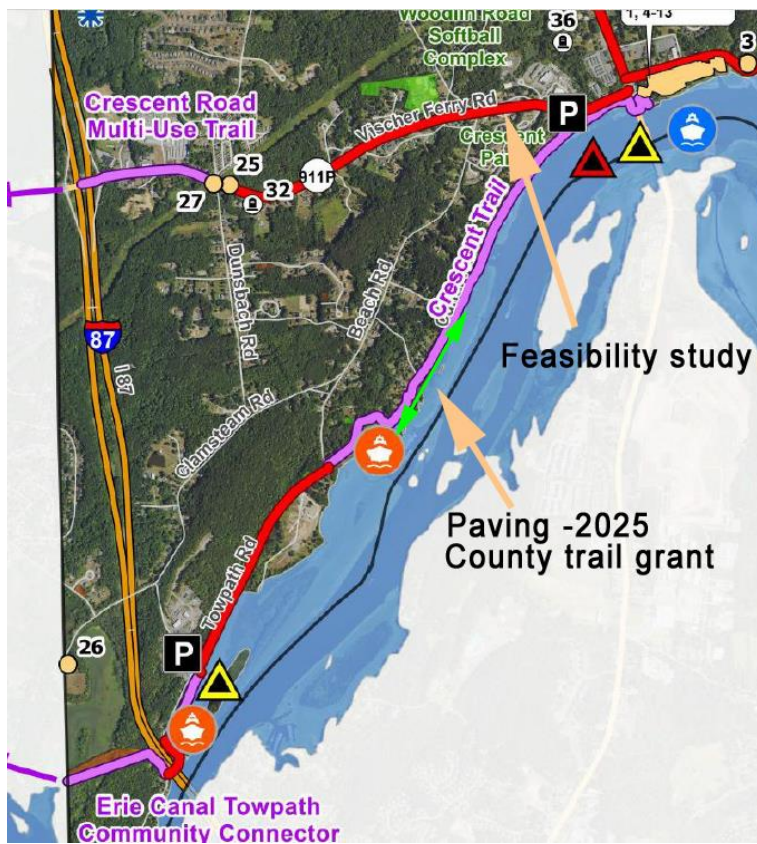 Woodlin Road
Softball
Complex
36
1, 4-13
3
Crescent Road
Multi-Use Trail
Vischer Ferry Rd
P
Crescent
Park
25
27
32
911P
Crescent Trail
Dunsbach Rd
Beach Rd
87
I 87
Feasibility study
Clamsteam Rd
Paving -2025
County trail grant
Towpath Rd
26
P
Erie Canal Towpath
Community Connector